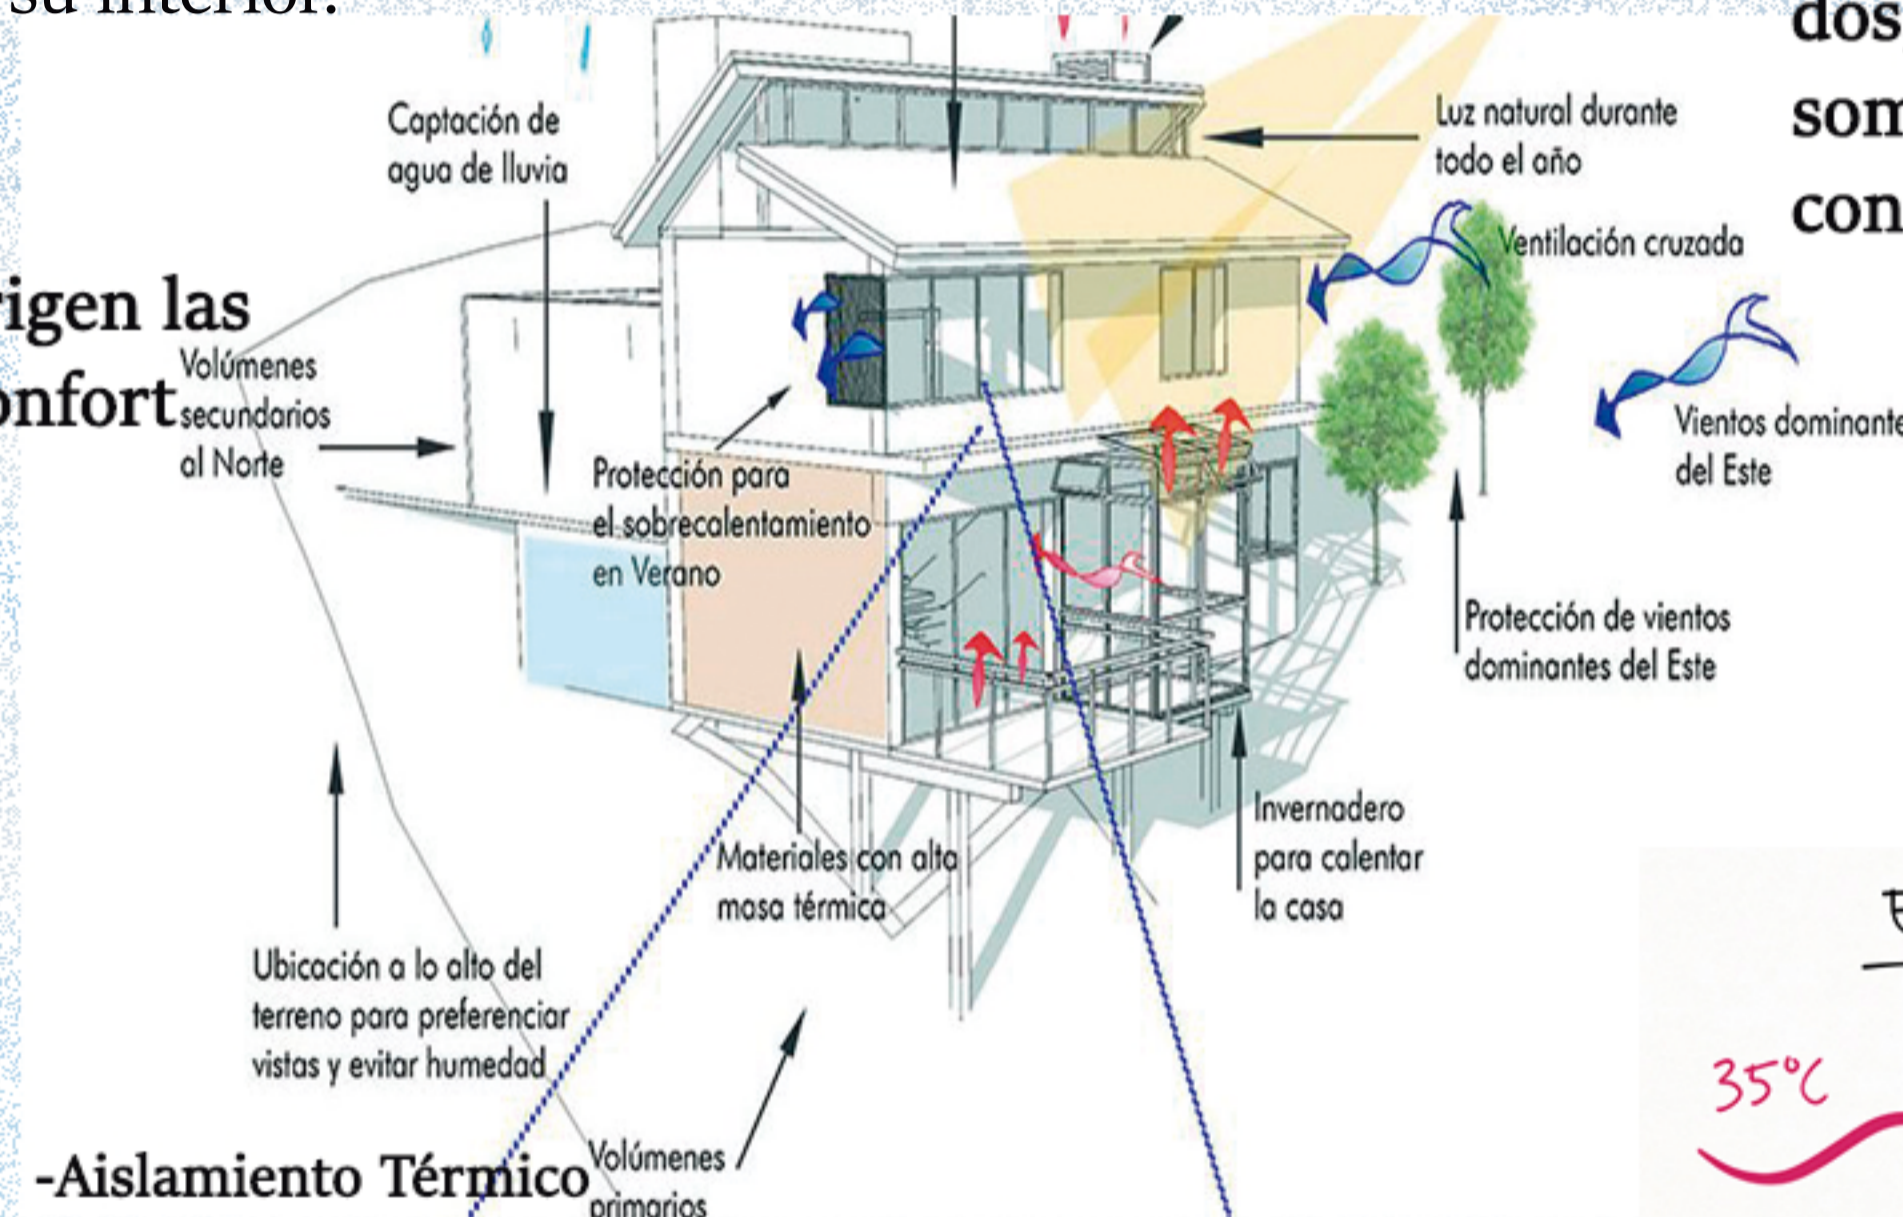 su interior.
dos
som
con
Captación de
agua de lluvia
Luz natural durante
todo el año
Ventilación cruzada
rigen las
onfort
Volúmenes
secundarios
al Norte
Protección para
el sobrecalentamiento
en Verano
Vientos dominante
del Este
Protección de vientos
dominantes del Este
Materiales con alta
masa térmica
Invernadero
para calentar
la casa
Ubicación a lo alto del
terreno para preferenciar
vistas y evitar humedad
35°C
-Aislamiento Térmico
Volúmenes
primarios